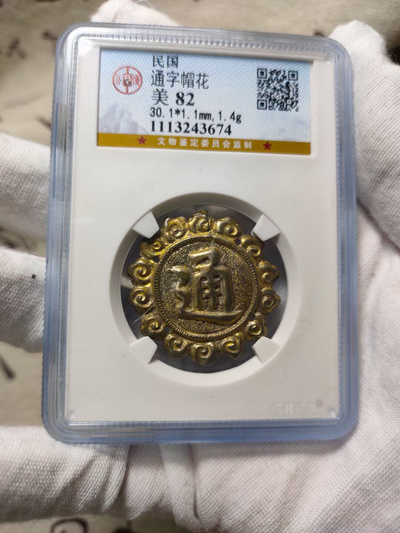 民国
通字帽花
美 82
30.1*1.1mm,1.4g
1113243674
★ 文物鉴定委员会监制 ★
通